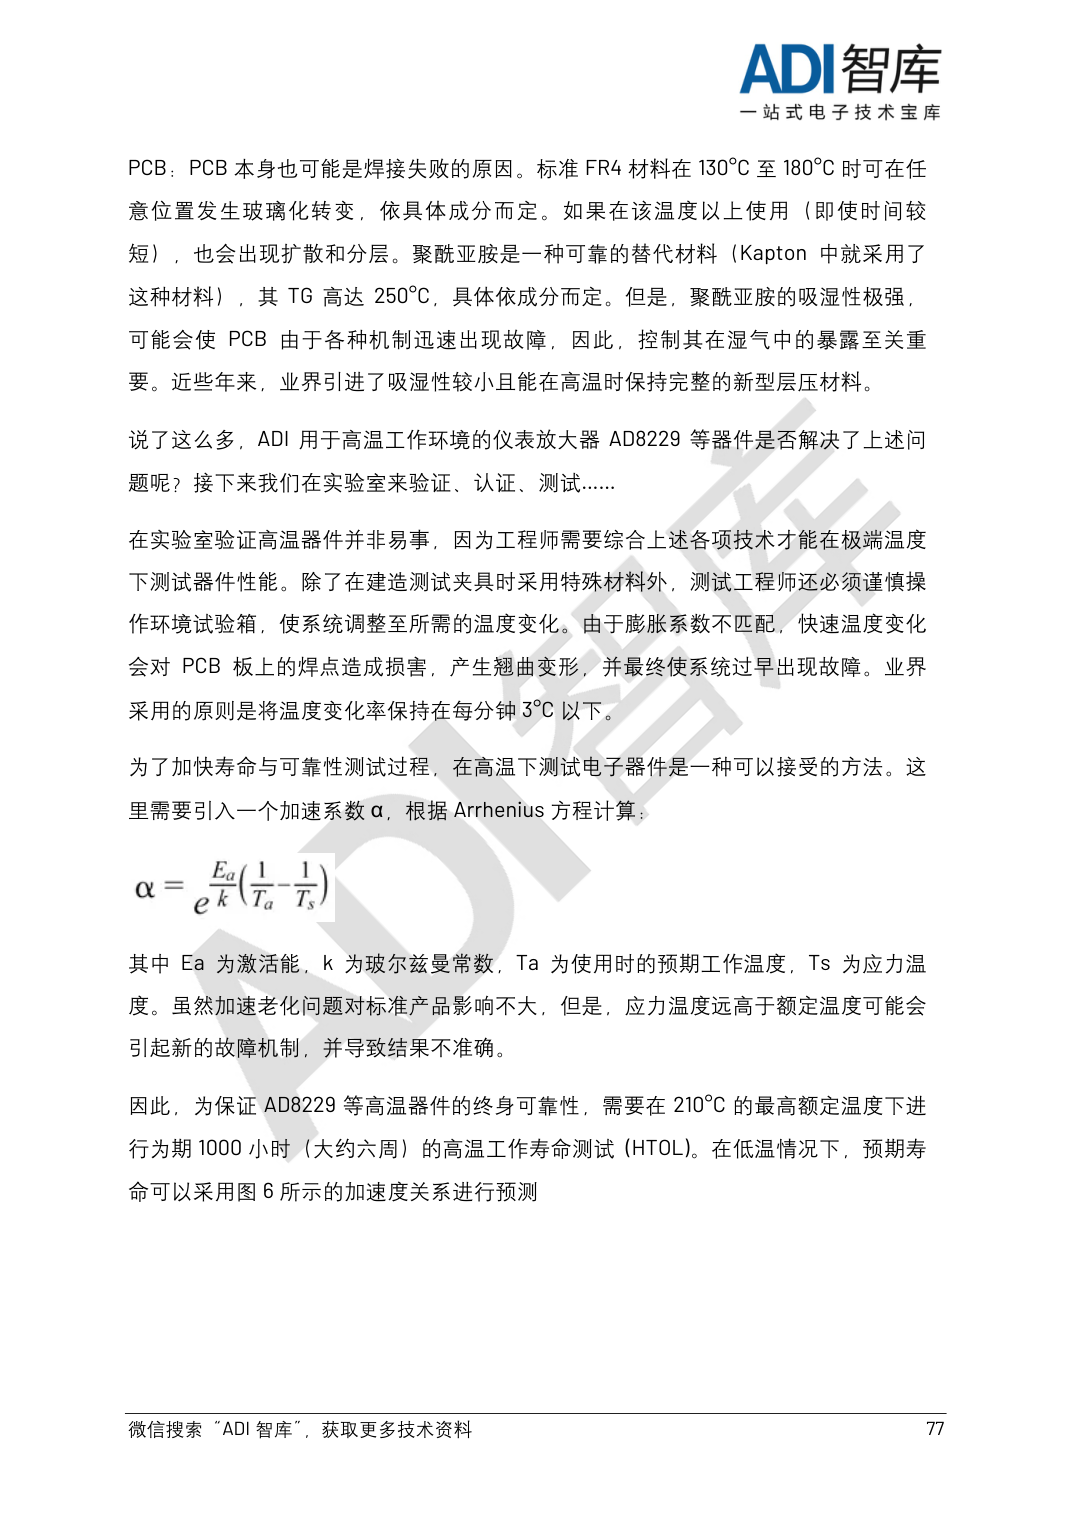 ADI智库
一站式电子技术宝库
PCB：PCB 本身也可能是焊接失败的原因。标准 FR4 材料在 130°C 至 180°C 时可在任
意位置发生玻璃化转变，依具体成分而定。如果在该温度以上使用（即使时间较
短），也会出现扩散和分层。聚酰亚胺是一种可靠的替代材料（Kapton 中就采用了
这种材料），其 TG 高达 250°C，具体依成分而定。但是，聚酰亚胺的吸湿性极强，
可能会使 PCB 由于各种机制迅速出现故障，因此，控制其在湿气中的暴露至关重
要。近些年来，业界引进了吸湿性较小且能在高温时保持完整的新型层压材料。
说了这么多，ADI 用于高温工作环境的仪表放大器 AD8229 等器件是否解决了上述问
题呢？接下来我们在实验室来验证、认证、测试……
在实验室验证高温器件并非易事，因为工程师需要综合上述各项技术才能在极端温度
下测试器件性能。除了在建造测试夹具时采用特殊材料外，测试工程师还必须谨慎操
作环境试验箱，使系统调整至所需的温度变化。由于膨胀系数不匹配，快速温度变化
会对 PCB 板上的焊点造成损害，产生翘曲变形，并最终使系统过早出现故障。业界
采用的原则是将温度变化率保持在每分钟 3°C 以下。
为了加快寿命与可靠性测试过程，在高温下测试电子器件是一种可以接受的方法。这
里需要引入一个加速系数 α，根据 Arrhenius 方程计算：
α = e^{\frac{E_a}{k}(\frac{1}{T_a}-\frac{1}{T_s})}
其中 Ea 为激活能，k 为玻尔兹曼常数，Ta 为使用时的预期工作温度，Ts 为应力温
度。虽然加速老化问题对标准产品影响不大，但是，应力温度远高于额定温度可能会
引起新的故障机制，并导致结果不准确。
因此，为保证 AD8229 等高温器件的终身可靠性，需要在 210°C 的最高额定温度下进
行为期 1000 小时（大约六周）的高温工作寿命测试 (HTOL)。在低温情况下，预期寿
命可以采用图 6 所示的加速度关系进行预测
ADI智库
微信搜索“ADI 智库”，获取更多技术资料 77